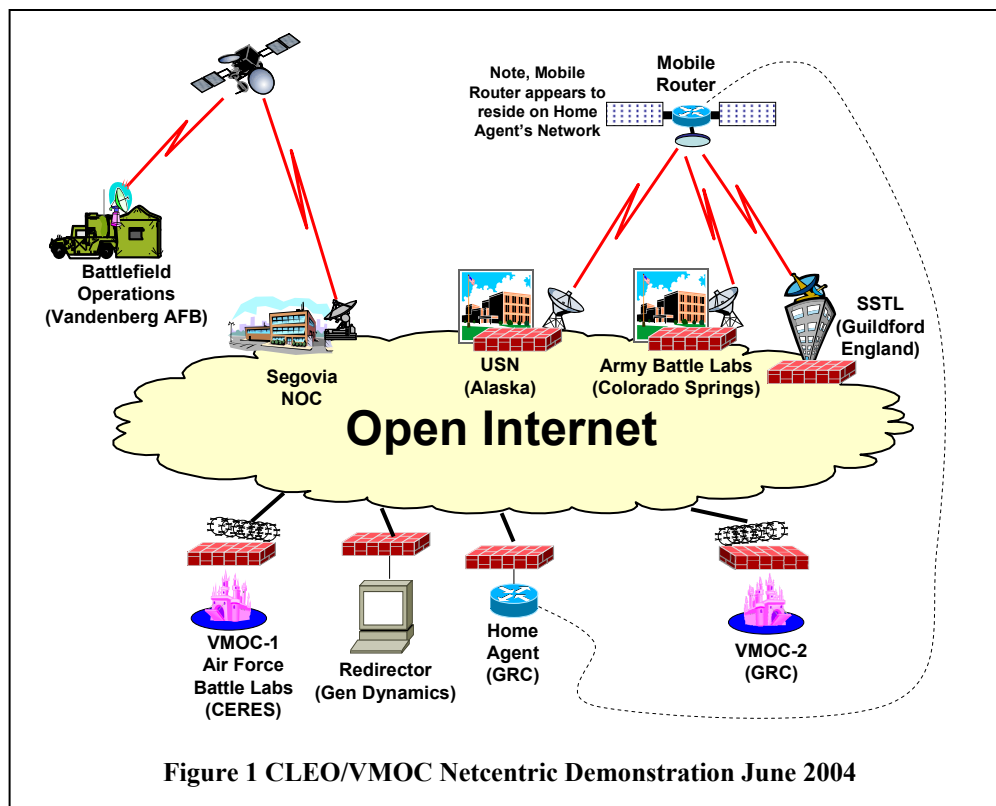 Note, Mobile
Router appears to
reside on Home
Agent's Network
Mobile
Router
Battlefield
Operations
(Vandenberg AFB)
Segovia
NOC
USN
(Alaska)
Army Battle Labs
(Colorado Springs)
SSTL
(Guildford
England)
Open Internet
VMOC-1
Air Force
Battle Labs
(CERES)
Redirector
(Gen Dynamics)
Home
Agent
(GRC)
VMOC-2
(GRC)
Figure 1 CLEO/VMOC Netcentric Demonstration June 2004